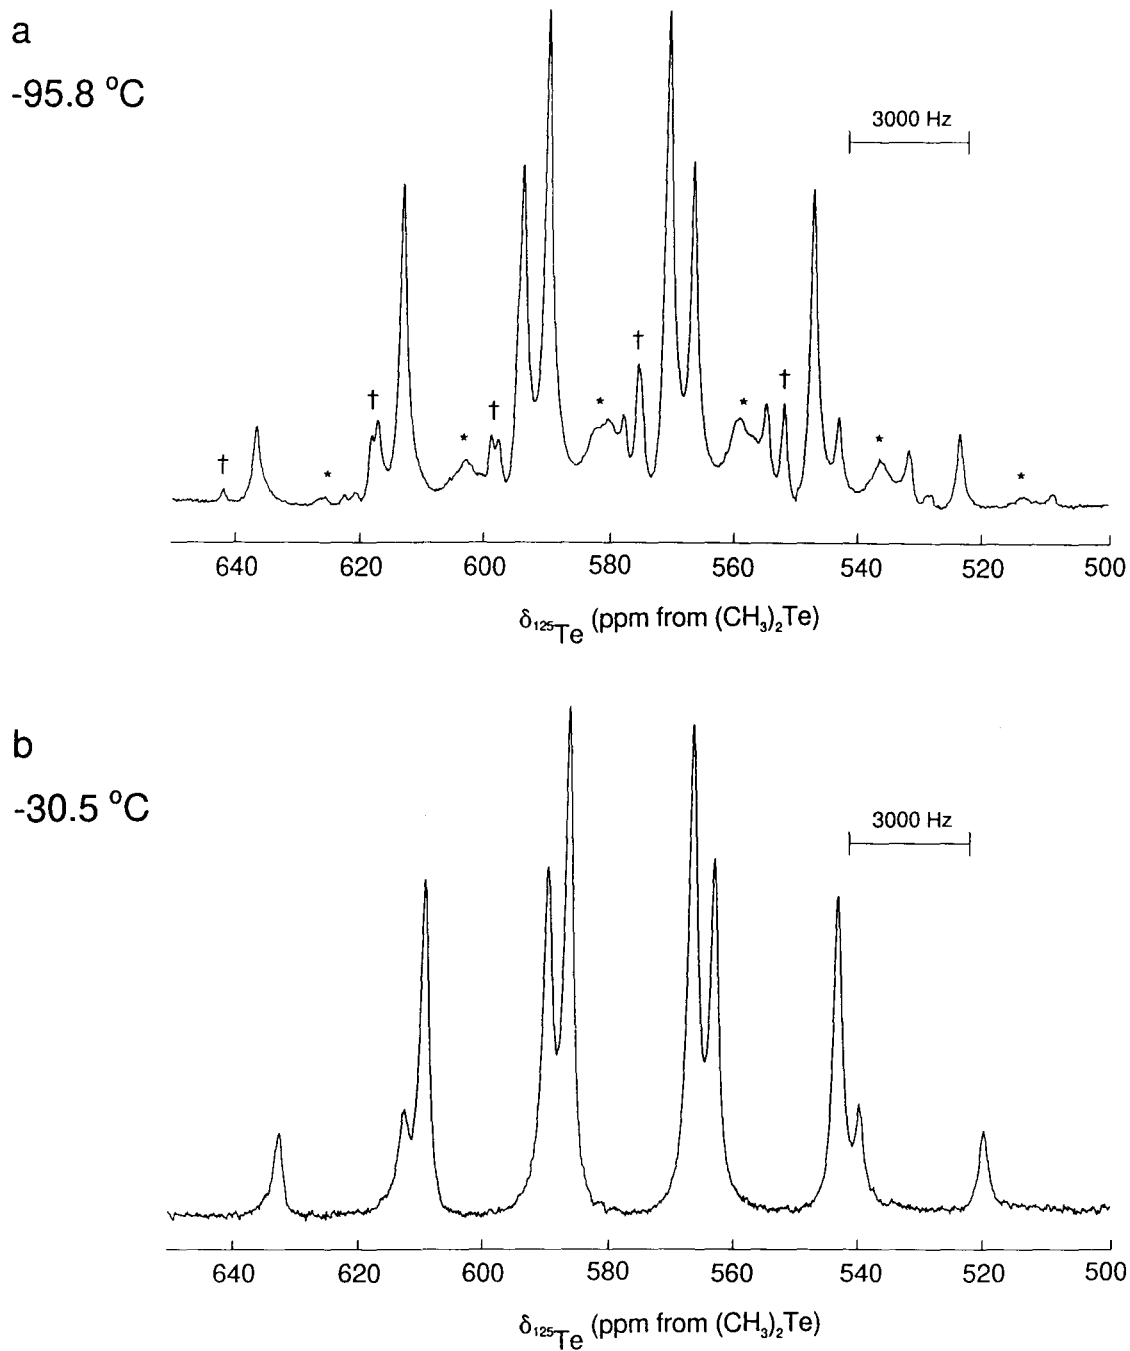 a
-95.8 °C
3000 Hz
† * † * † * † * † * *
640 620 600 580 560 540 520 500
δ₁₂₅Te (ppm from (CH₃)₂Te)
b
-30.5 °C
3000 Hz
640 620 600 580 560 540 520 500
δ₁₂₅Te (ppm from (CH₃)₂Te)